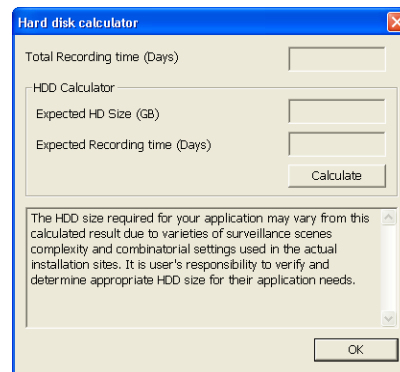 Hard disk calculator
Total Recording time (Days)
HDD Calculator
Expected HD Size (GB)
Expected Recording time (Days)
Calculate
The HDD size required for your application may vary from this
calculated result due to varieties of surveillance scenes
complexity and combinatorial settings used in the actual
installation sites. It is user's responsibility to verify and
determine appropriate HDD size for their application needs.
OK